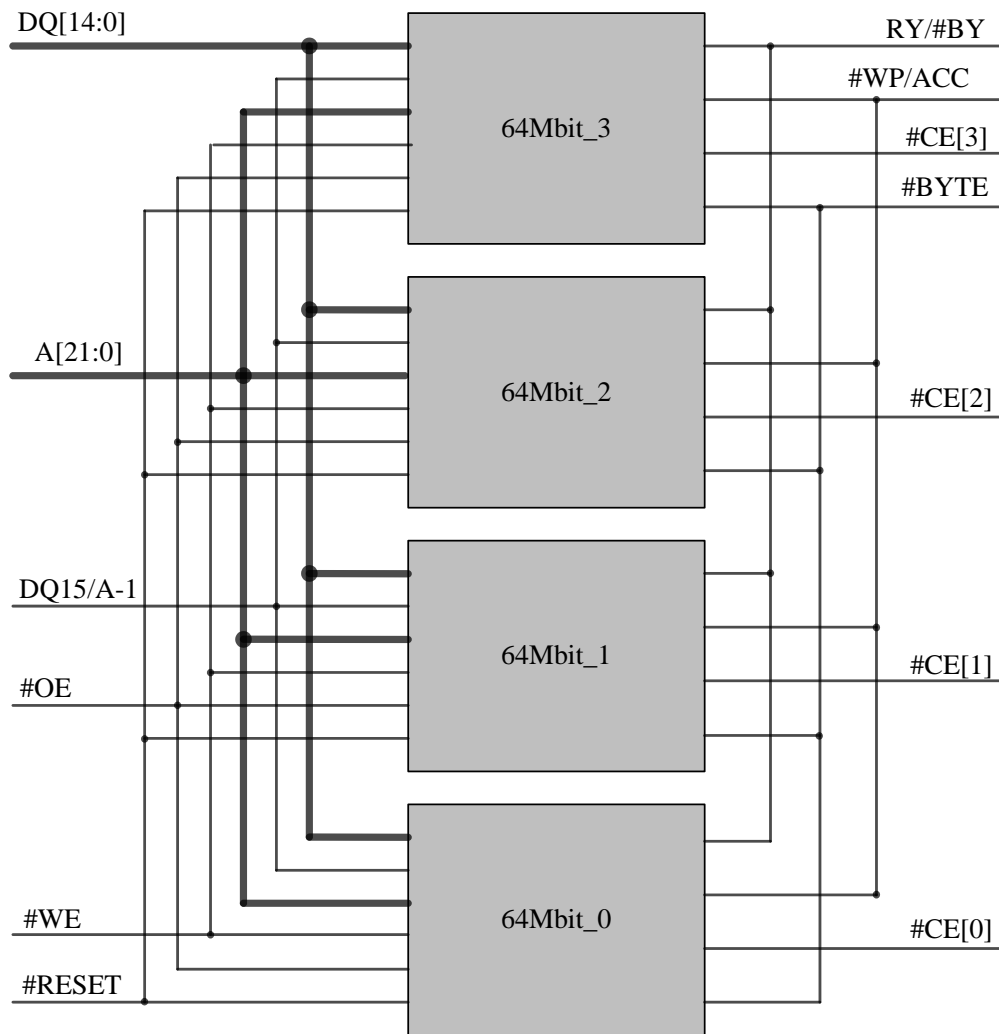 DQ[14:0]
RY/#BY
#WP/ACC
64Mbit_3
#CE[3]
#BYTE
A[21:0]
64Mbit_2
#CE[2]
DQ15/A-1
64Mbit_1
#CE[1]
#OE
64Mbit_0
#WE
#CE[0]
#RESET